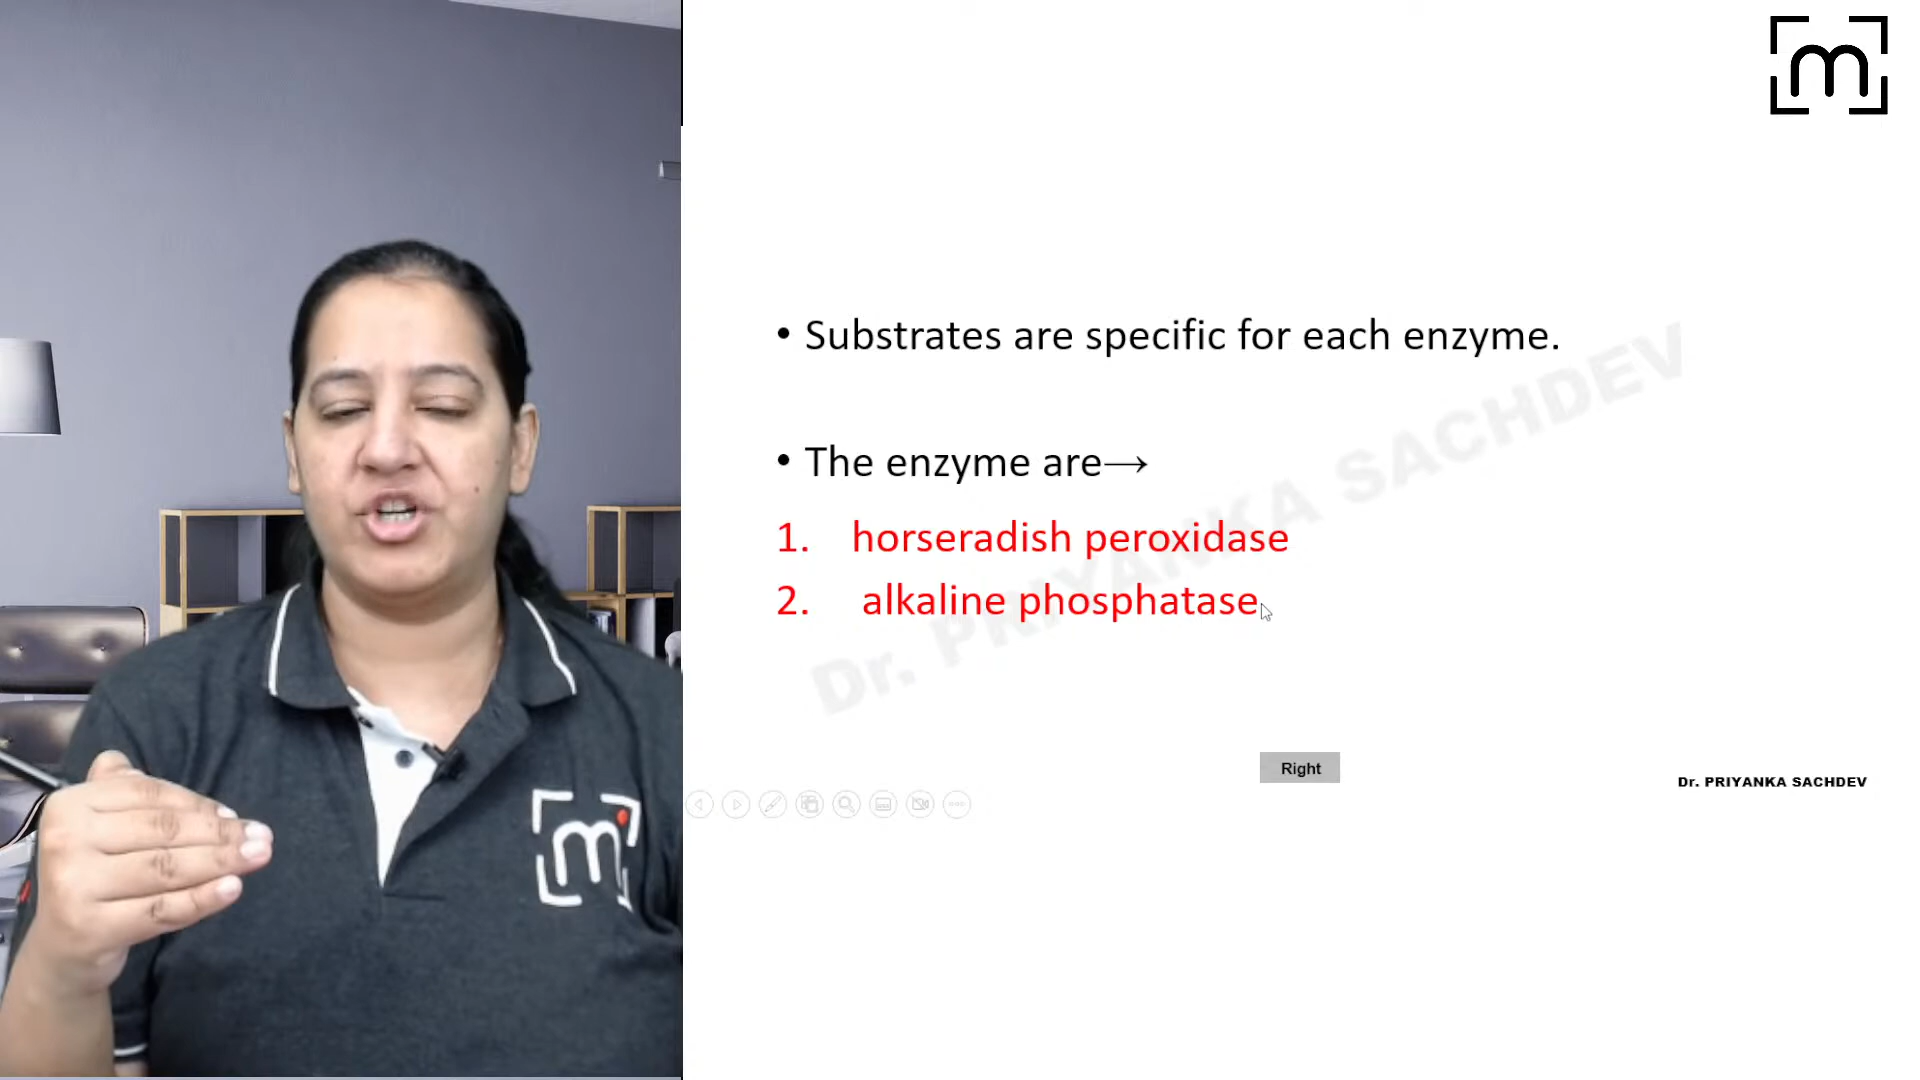 m
• Substrates are specific for each enzyme.
• The enzyme are→
1. horseradish peroxidase
2. alkaline phosphatase
Dr. PRIYANKA SACHDEV
Right
Dr. PRIYANKA SACHDEV
m